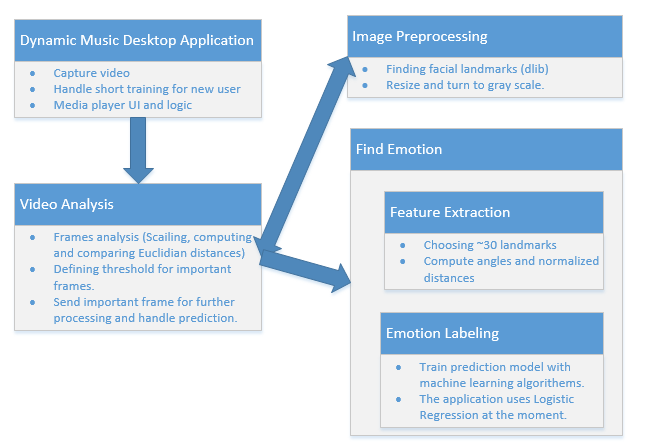 Dynamic Music Desktop Application
● Capture video
● Handle short training for new user
● Media player UI and logic
Video Analysis
● Frames analysis (Scailing, computing
and comparing Euclidian distances)
● Defining threshold for important
frames.
● Send important frame for further
processing and handle prediction.
Image Preprocessing
● Finding facial landmarks (dlib)
● Resize and turn to gray scale.
Find Emotion
Feature Extraction
● Choosing ~30 landmarks
● Compute angles and normalized
distances
Emotion Labeling
● Train prediction model with
machine learning algorithems.
● The application uses Logistic
Regression at the moment.